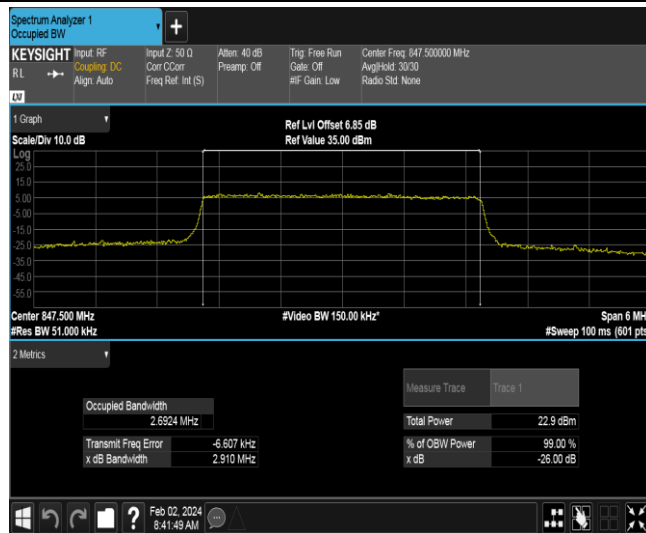 Spectrum Analyzer 1
Occupied BW
+
KEYSIGHT
RL
Input: RF
Coupling: DC
Align: Auto
Input Z: 50 Ω
Corr CCorr
Freq Ref: Int (S)
Atten: 40 dB
Preamp: Off
Trig: Free Run
Gate: Off
#IF Gain: Low
Center Freq: 847.500000 MHz
Avg|Hold: 30/30
Radio Std: None
1 Graph
Scale/Div 10.0 dB
Ref Lvl Offset 6.85 dB
Ref Value 35.00 dBm
Log
25.0
15.0
5.00
-5.00
-15.0
-25.0
-35.0
-45.0
-55.0
Center 847.500 MHz
#Video BW 150.00 kHz*
Span 6 MH
#Res BW 51.000 kHz
#Sweep 100 ms (601 pts
2 Metrics
Measure Trace Trace 1
Occupied Bandwidth
2.6924 MHz
Total Power 22.9 dBm
Transmit Freq Error -6.607 kHz
% of OBW Power 99.00 %
x dB Bandwidth 2.910 MHz
x dB -26.00 dB
?
Feb 02, 2024
8:41:49 AM